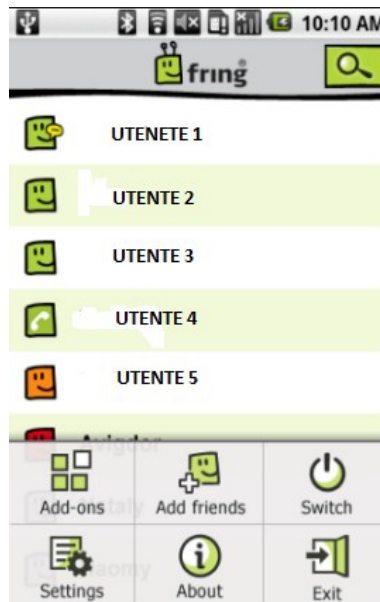 10:10 AM
fring
UTENETE 1
UTENTE 2
UTENTE 3
UTENTE 4
UTENTE 5
Avigdor
Add-ons Add friends Switch
Settings About Exit